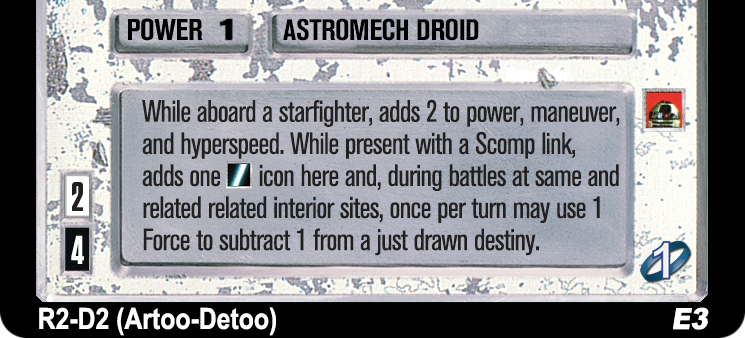 POWER 1 ASTROMECH DROID
While aboard a starfighter, adds 2 to power, maneuver,
and hyperspeed. While present with a Scomp link,
adds one icon here and, during battles at same and
related related interior sites, once per turn may use 1
Force to subtract 1 from a just drawn destiny.
2
4
1
R2-D2 (Artoo-Detoo) E3